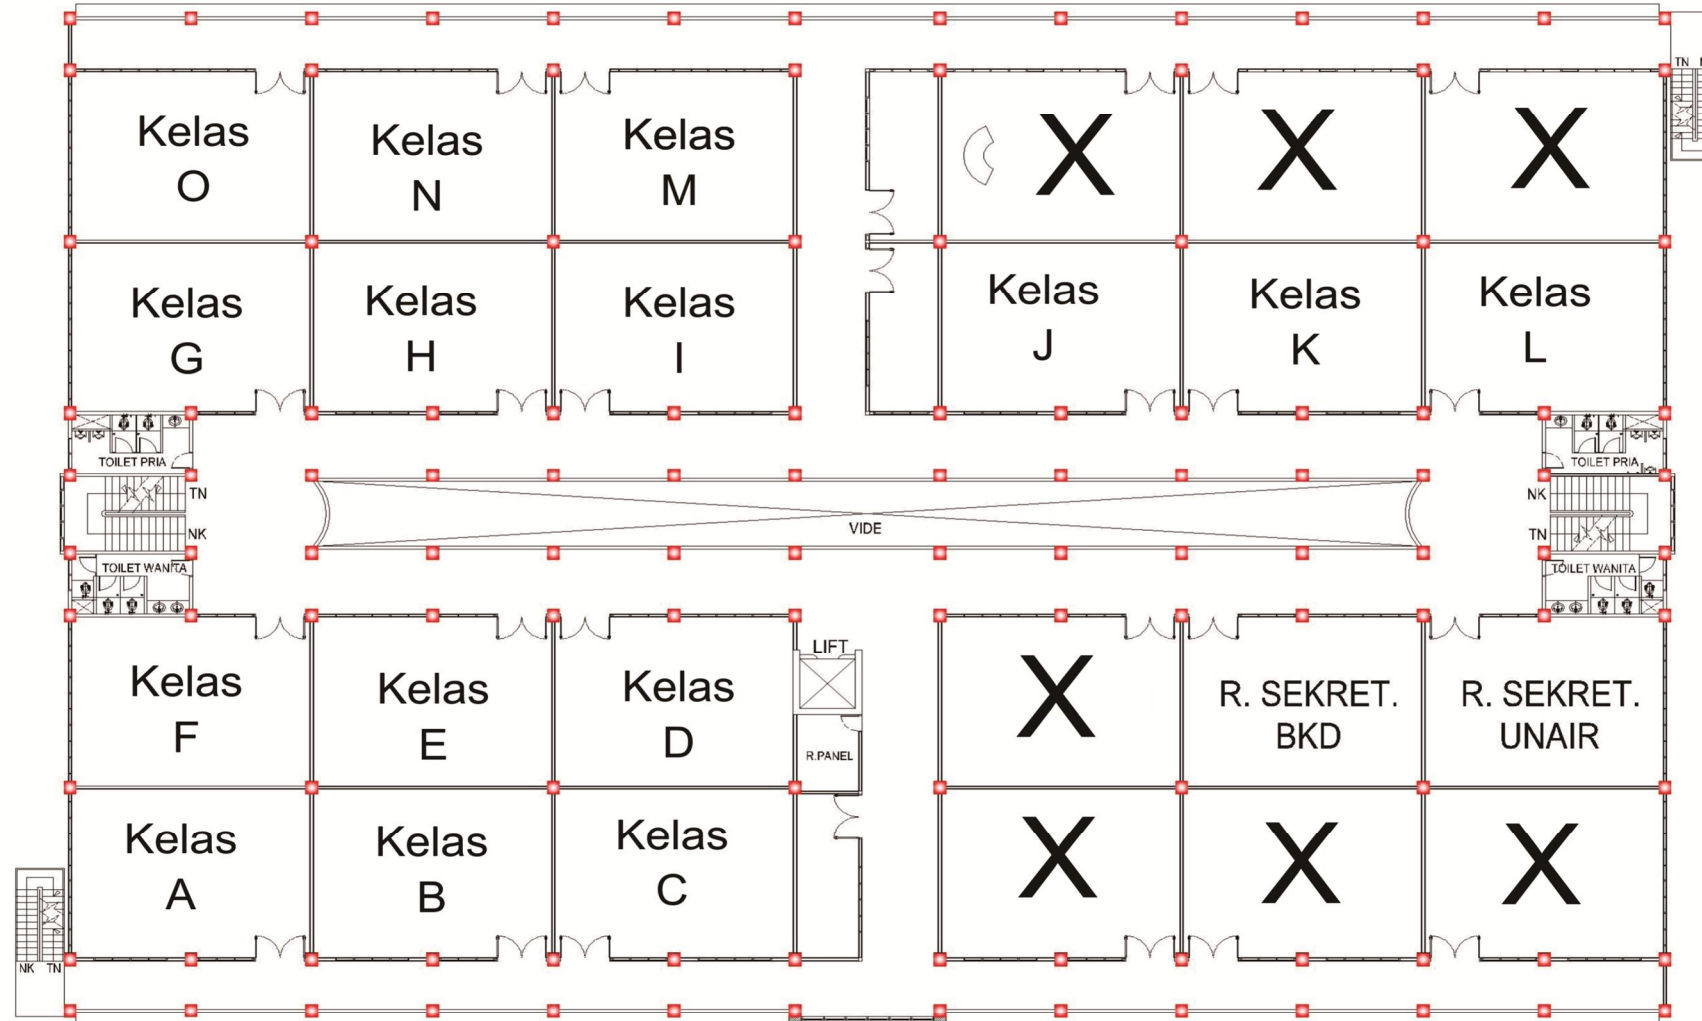 TN
Kelas
O
Kelas
N
Kelas
M
X
X
X
Kelas
G
Kelas
H
Kelas
I
Kelas
J
Kelas
K
Kelas
L
TOILET PRIA
TOILET PRIA
TN
NK
VIDE
NK
TN
TOILET WANITA
TOILET WANITA
Kelas
F
Kelas
E
Kelas
D
LIFT
R.PANEL
X
R. SEKRET.
BKD
R. SEKRET.
UNAIR
Kelas
A
Kelas
B
Kelas
C
X
X
X
NK TN